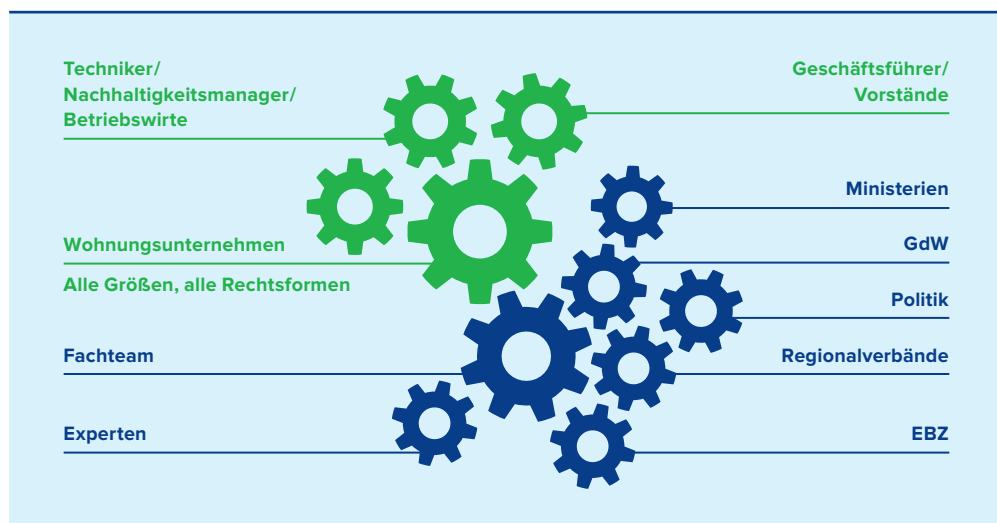 Techniker/
Nachhaltigkeitsmanager/
Betriebswirte
Geschäftsführer/
Vorstände
Ministerien
Wohnungsunternehmen
GdW
Alle Größen, alle Rechtsformen
Politik
Fachteam
Regionalverbände
Experten
EBZ